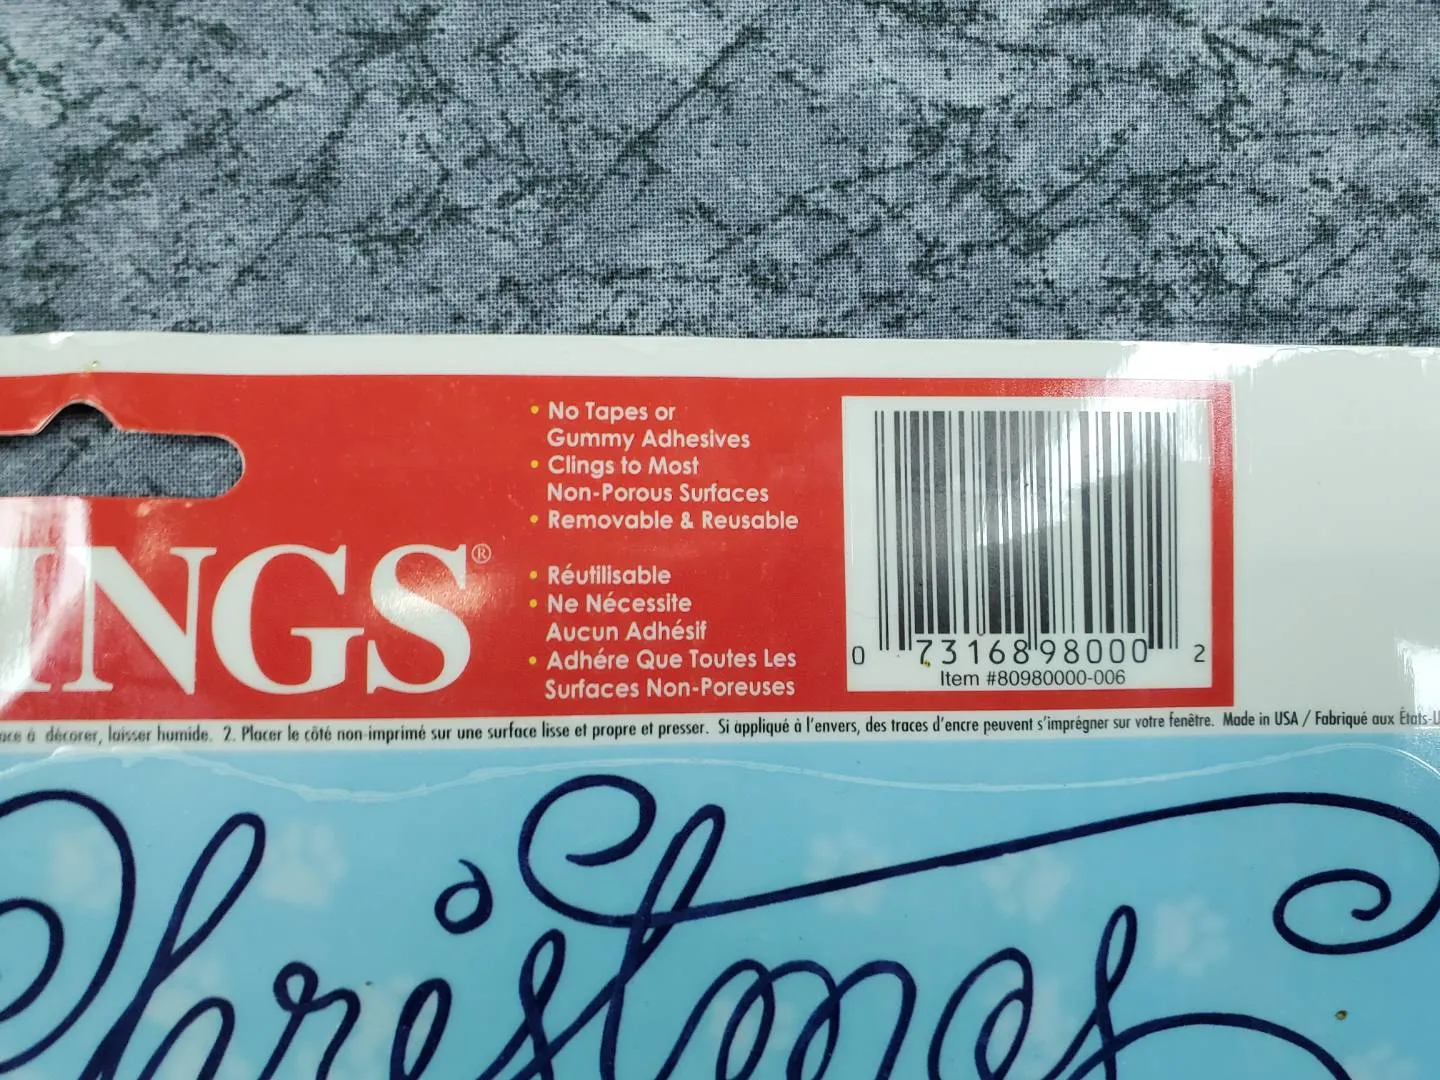 INGS®
• No Tapes or
Gummy Adhesives
• Clings to Most
Non-Porous Surfaces
• Removable & Reusable
• Réutilisable
• Ne Nécessite
Aucun Adhésif
• Adhére Que Toutes Les
Surfaces Non-Poreuses
0 73168 98000 2
Item #80980000-006
à décorer, laisser humide. 2. Placer le côté non-imprimé sur une surface lisse et propre et presser. Si appliqué à l'envers, des traces d'encre peuvent s'imprégner sur votre fenêtre. Made in USA / Fabriqué aux États-U
Christmas